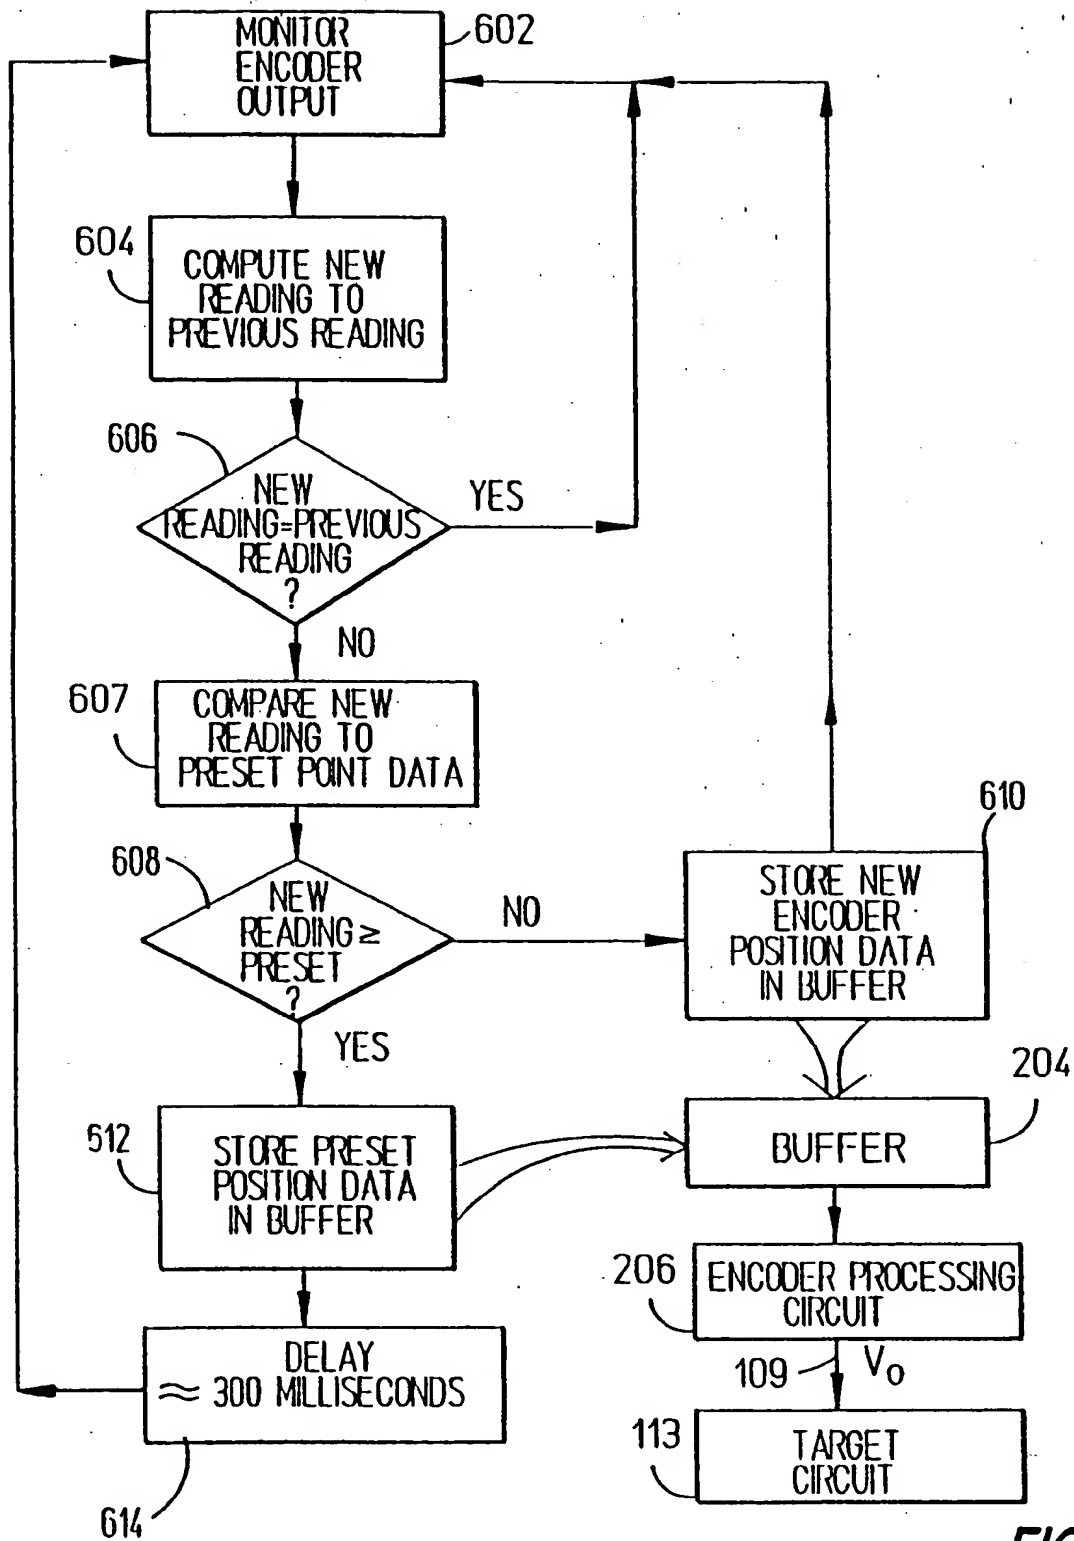 MONITOR
ENCODER
OUTPUT
602
604
COMPUTE NEW
READING TO
PREVIOUS READING
606
NEW
READING=PREVIOUS
READING
?
YES
NO
607
COMPARE NEW
READING TO
PRESET POINT DATA
608
NEW
READING ≥
PRESET
?
NO
YES
610
STORE NEW
ENCODER
POSITION DATA
IN BUFFER
204
BUFFER
612
STORE PRESET
POSITION DATA
IN BUFFER
206
ENCODER PROCESSING
CIRCUIT
109
V₀
DELAY
≈ 300 MILLISECONDS
614
113
TARGET
CIRCUIT